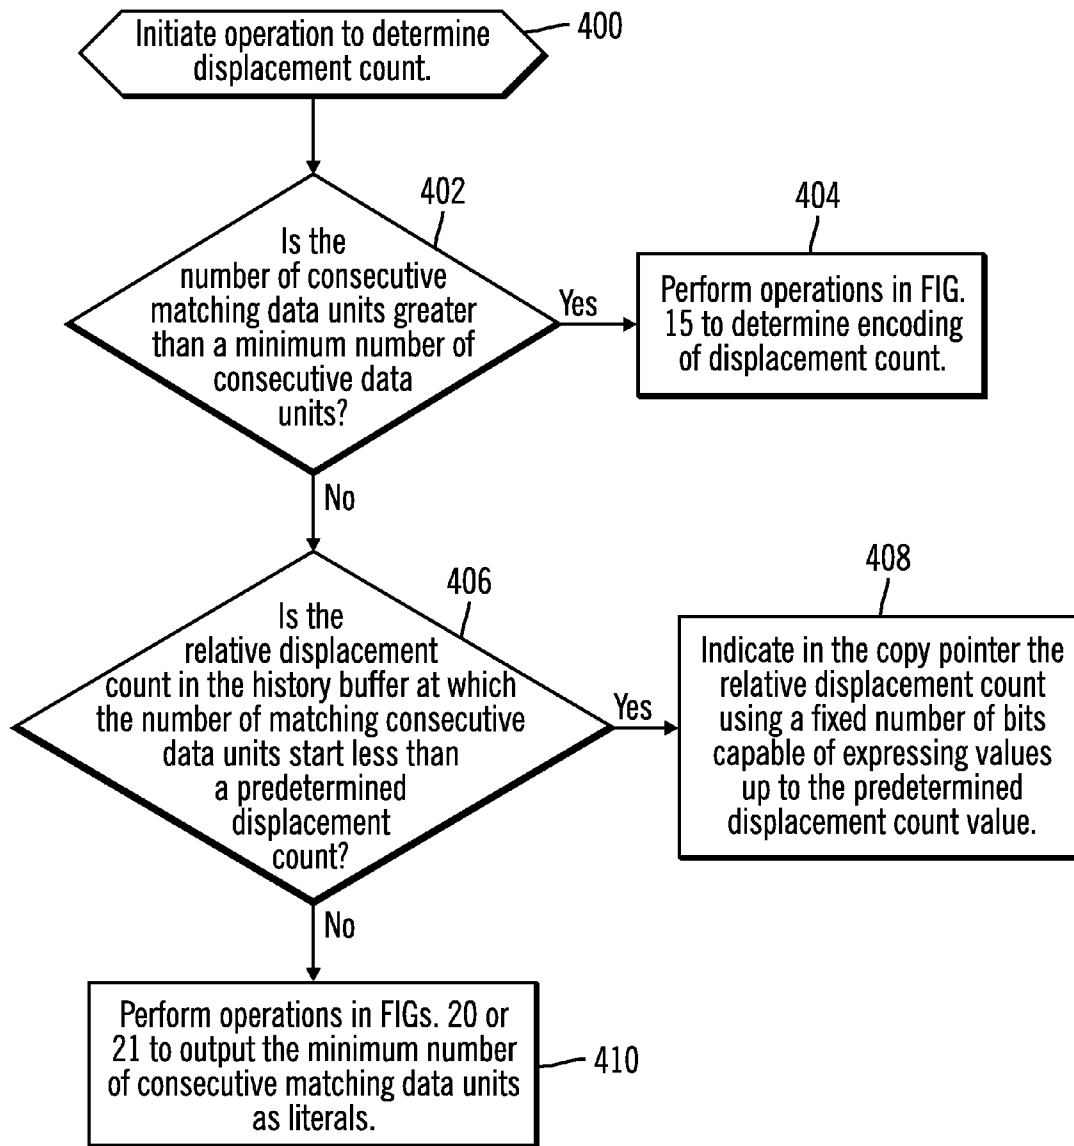 Initiate operation to determine
displacement count.
400
402
Is the
number of consecutive
matching data units greater
than a minimum number of
consecutive data
units?
Yes
404
Perform operations in FIG.
15 to determine encoding
of displacement count.
No
406
Is the
relative displacement
count in the history buffer at which
the number of matching consecutive
data units start less than
a predetermined
displacement
count?
Yes
408
Indicate in the copy pointer the
relative displacement count
using a fixed number of bits
capable of expressing values
up to the predetermined
displacement count value.
No
Perform operations in FIGs. 20 or
21 to output the minimum number
of consecutive matching data units
as literals.
410